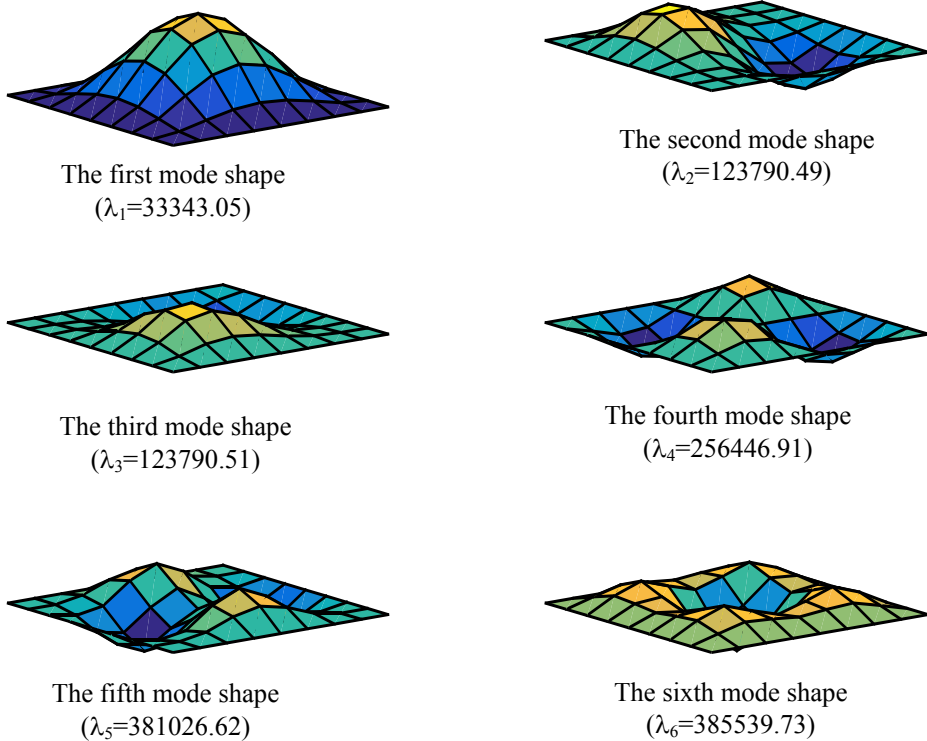 The first mode shape
(λ1=33343.05)
The second mode shape
(λ2=123790.49)
The third mode shape
(λ3=123790.51)
The fourth mode shape
(λ4=256446.91)
The fifth mode shape
(λ5=381026.62)
The sixth mode shape
(λ6=385539.73)